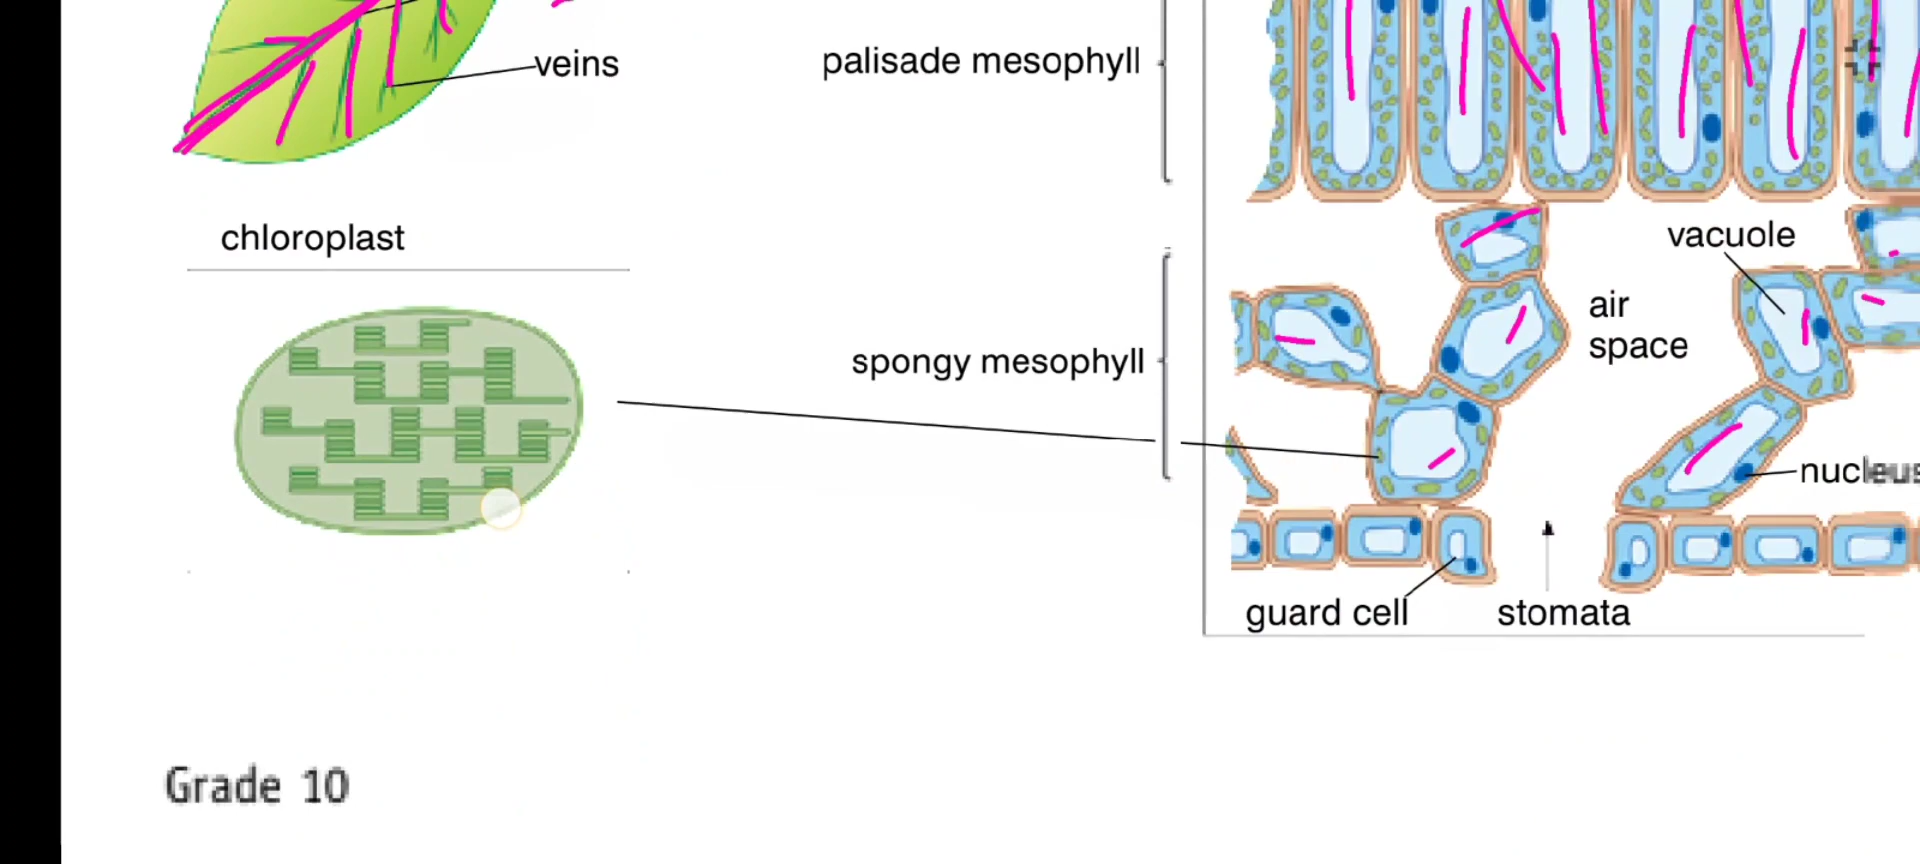 veins
palisade mesophyll
chloroplast
vacuole
air
space
spongy mesophyll
nucleus
guard cell
stomata
Grade 10